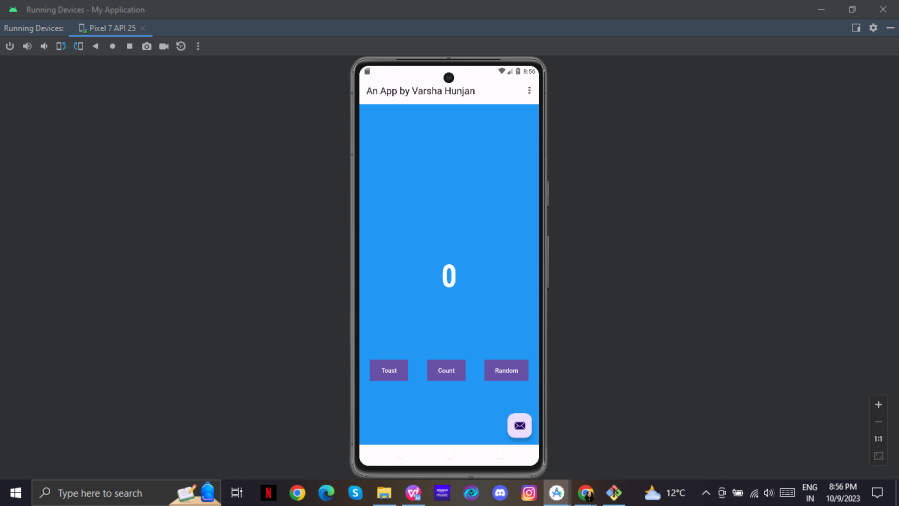 Running Devices - My Application
Running Devices: Pixel 7 API 25
8:56
An App by Varsha Hunjan
0
Toast Count Random
1:1
Type here to search
12°C
ENG
IN
8:56 PM
10/9/2023